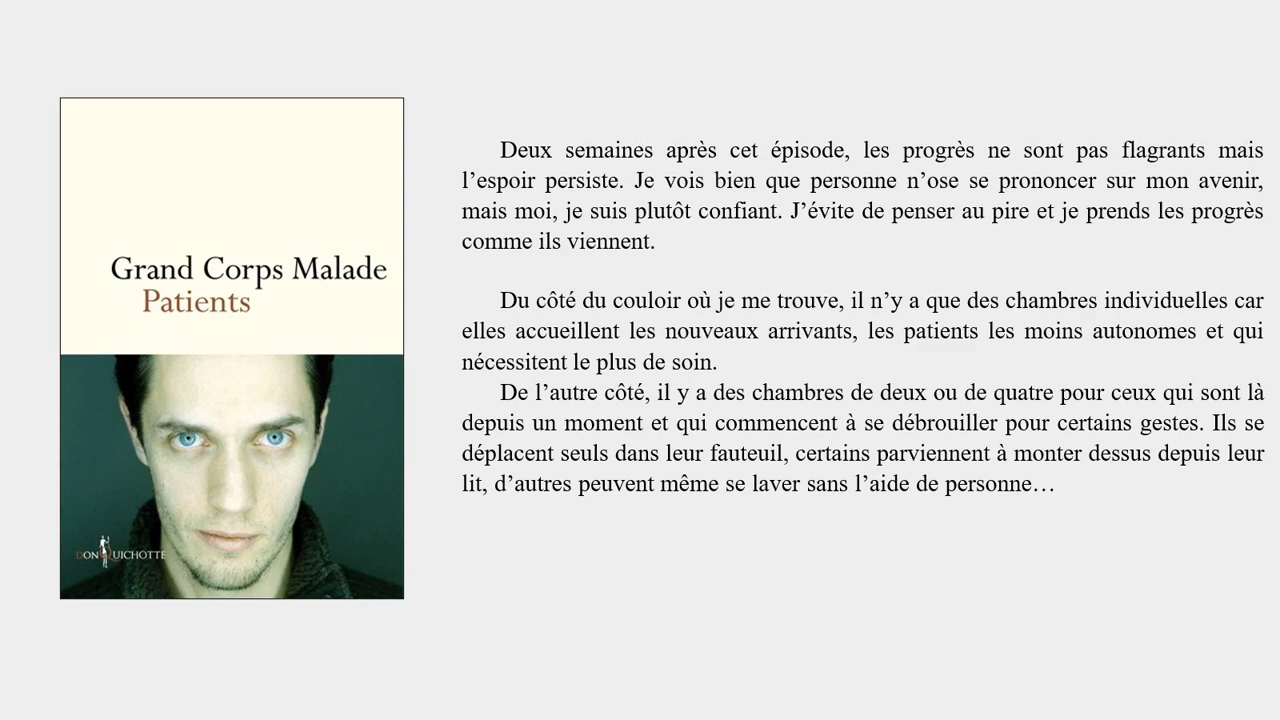 Grand Corps Malade
Patients
DON QUICHOTTE
Deux semaines après cet épisode, les progrès ne sont pas flagrants mais
l’espoir persiste. Je vois bien que personne n’ose se prononcer sur mon avenir,
mais moi, je suis plutôt confiant. J’évite de penser au pire et je prends les progrès
comme ils viennent.
Du côté du couloir où je me trouve, il n’y a que des chambres individuelles car
elles accueillent les nouveaux arrivants, les patients les moins autonomes et qui
nécessitent le plus de soin.
De l’autre côté, il y a des chambres de deux ou de quatre pour ceux qui sont là
depuis un moment et qui commencent à se débrouiller pour certains gestes. Ils se
déplacent seuls dans leur fauteuil, certains parviennent à monter dessus depuis leur
lit, d’autres peuvent même se laver sans l’aide de personne…